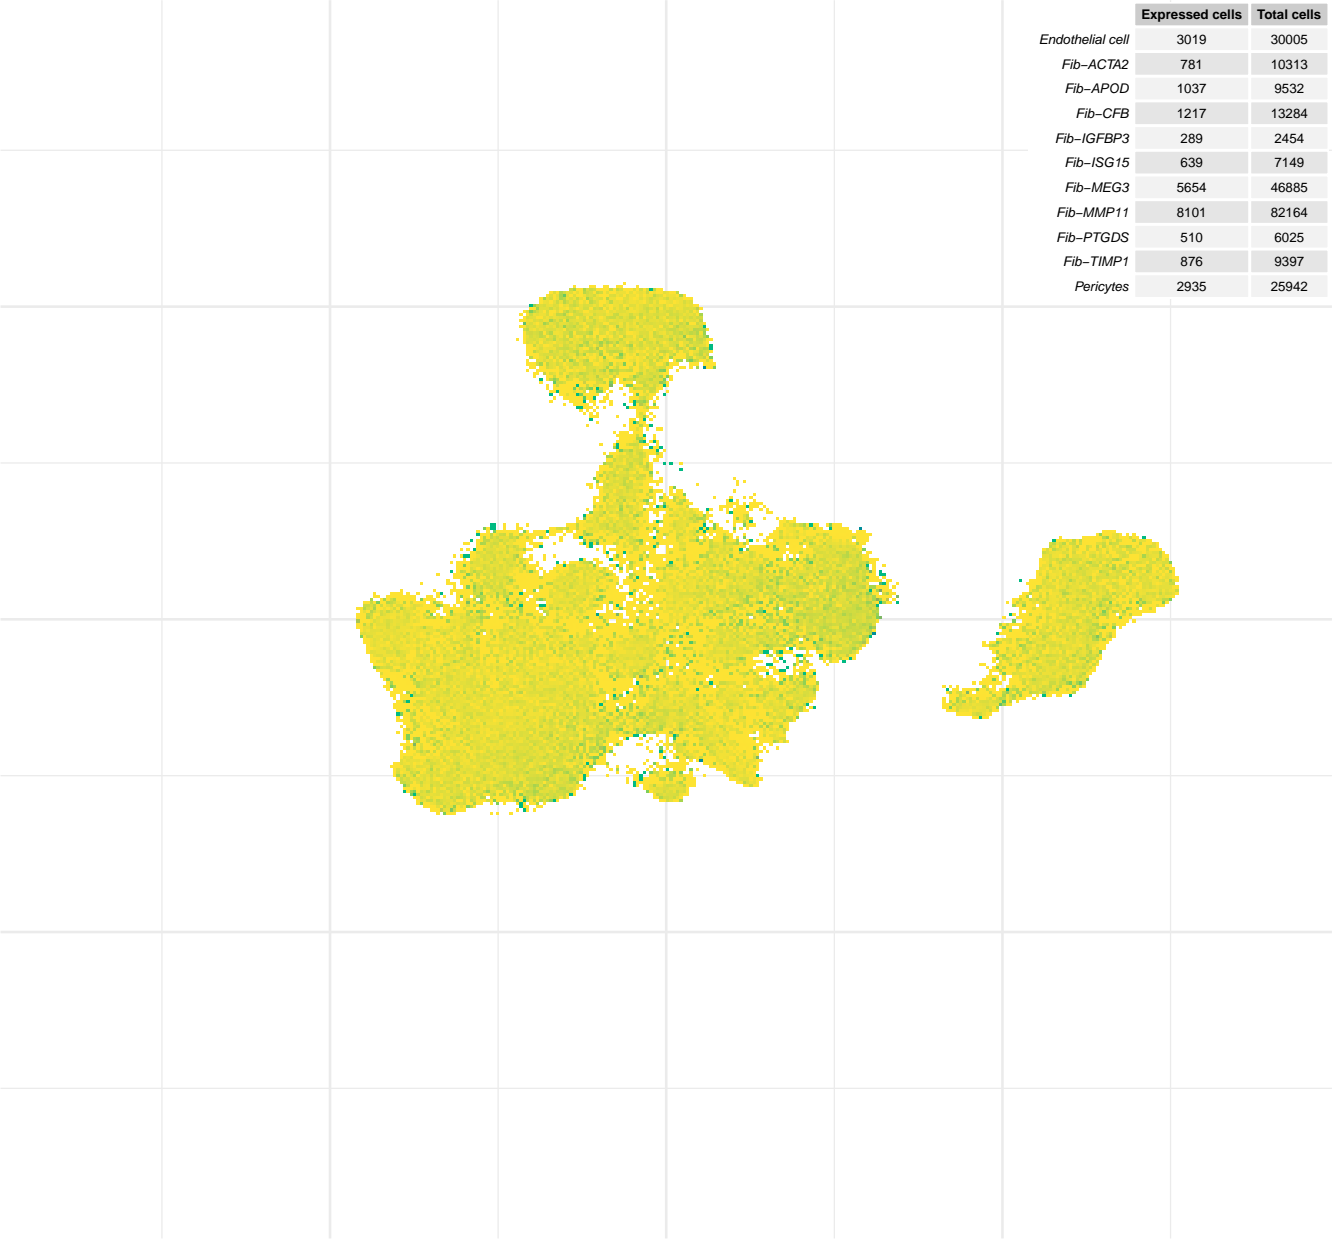 Expressed cells Total cells
Endothelial cell 3019 30005
Fib−ACTA2 781 10313
Fib−APOD 1037 9532
Fib−CFB 1217 13284
Fib−IGFBP3 289 2454
Fib−ISG15 639 7149
Fib−MEG3 5654 46885
Fib−MMP11 8101 82164
Fib−PTGDS 510 6025
Fib−TIMP1 876 9397
Pericytes 2935 25942